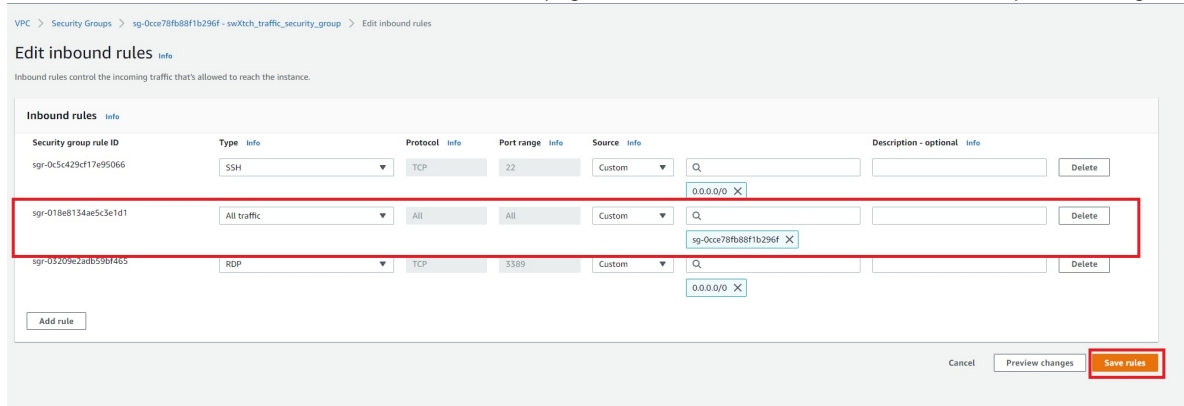 VPC > Security Groups > sg-0cce78fb88f1b296f - swXtch_traffic_security_group > Edit inbound rules
Edit inbound rules Info
Inbound rules control the incoming traffic that's allowed to reach the instance.
Inbound rules Info
Security group rule ID Type Info Protocol Info Port range Info Source Info Description - optional Info
sgr-0c5c429cf17e95066 SSH TCP 22 Custom Delete
0.0.0.0/0
sgr-018e8134ae5c3e1d1 All traffic All All Custom Delete
sg-0cce78fb88f1b296f
sgr-03209e2adb59bf465 RDP TCP 3389 Custom Delete
0.0.0.0/0
Add rule
Cancel Preview changes Save rules